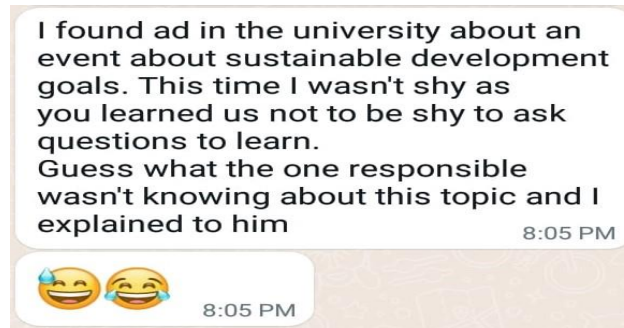 I found ad in the university about an
event about sustainable development
goals. This time I wasn't shy as
you learned us not to be shy to ask
questions to learn.
Guess what the one responsible
wasn't knowing about this topic and I
explained to him
8:05 PM
😅😂
8:05 PM